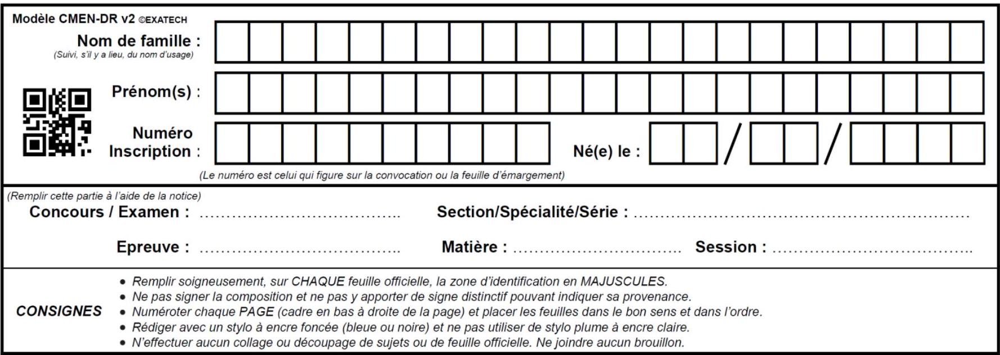 Modèle CMEN-DR v2 ©EXATECH
Nom de famille :
(Suivi, s'il y a lieu, du nom d'usage)
Prénom(s) :
Numéro
Inscription :
Né(e) le : / /
(Le numéro est celui qui figure sur la convocation ou la feuille d'émargement)
(Remplir cette partie à l'aide de la notice)
Concours / Examen : ....................................... Section/Spécialité/Série : ................................................................
Epreuve : ....................................... Matière : ................................ Session : ......................................
CONSIGNES
• Remplir soigneusement, sur CHAQUE feuille officielle, la zone d'identification en MAJUSCULES.
• Ne pas signer la composition et ne pas y apporter de signe distinctif pouvant indiquer sa provenance.
• Numéroter chaque PAGE (cadre en bas à droite de la page) et placer les feuilles dans le bon sens et dans l'ordre.
• Rédiger avec un stylo à encre foncée (bleue ou noire) et ne pas utiliser de stylo plume à encre claire.
• N'effectuer aucun collage ou découpage de sujets ou de feuille officielle. Ne joindre aucun brouillon.